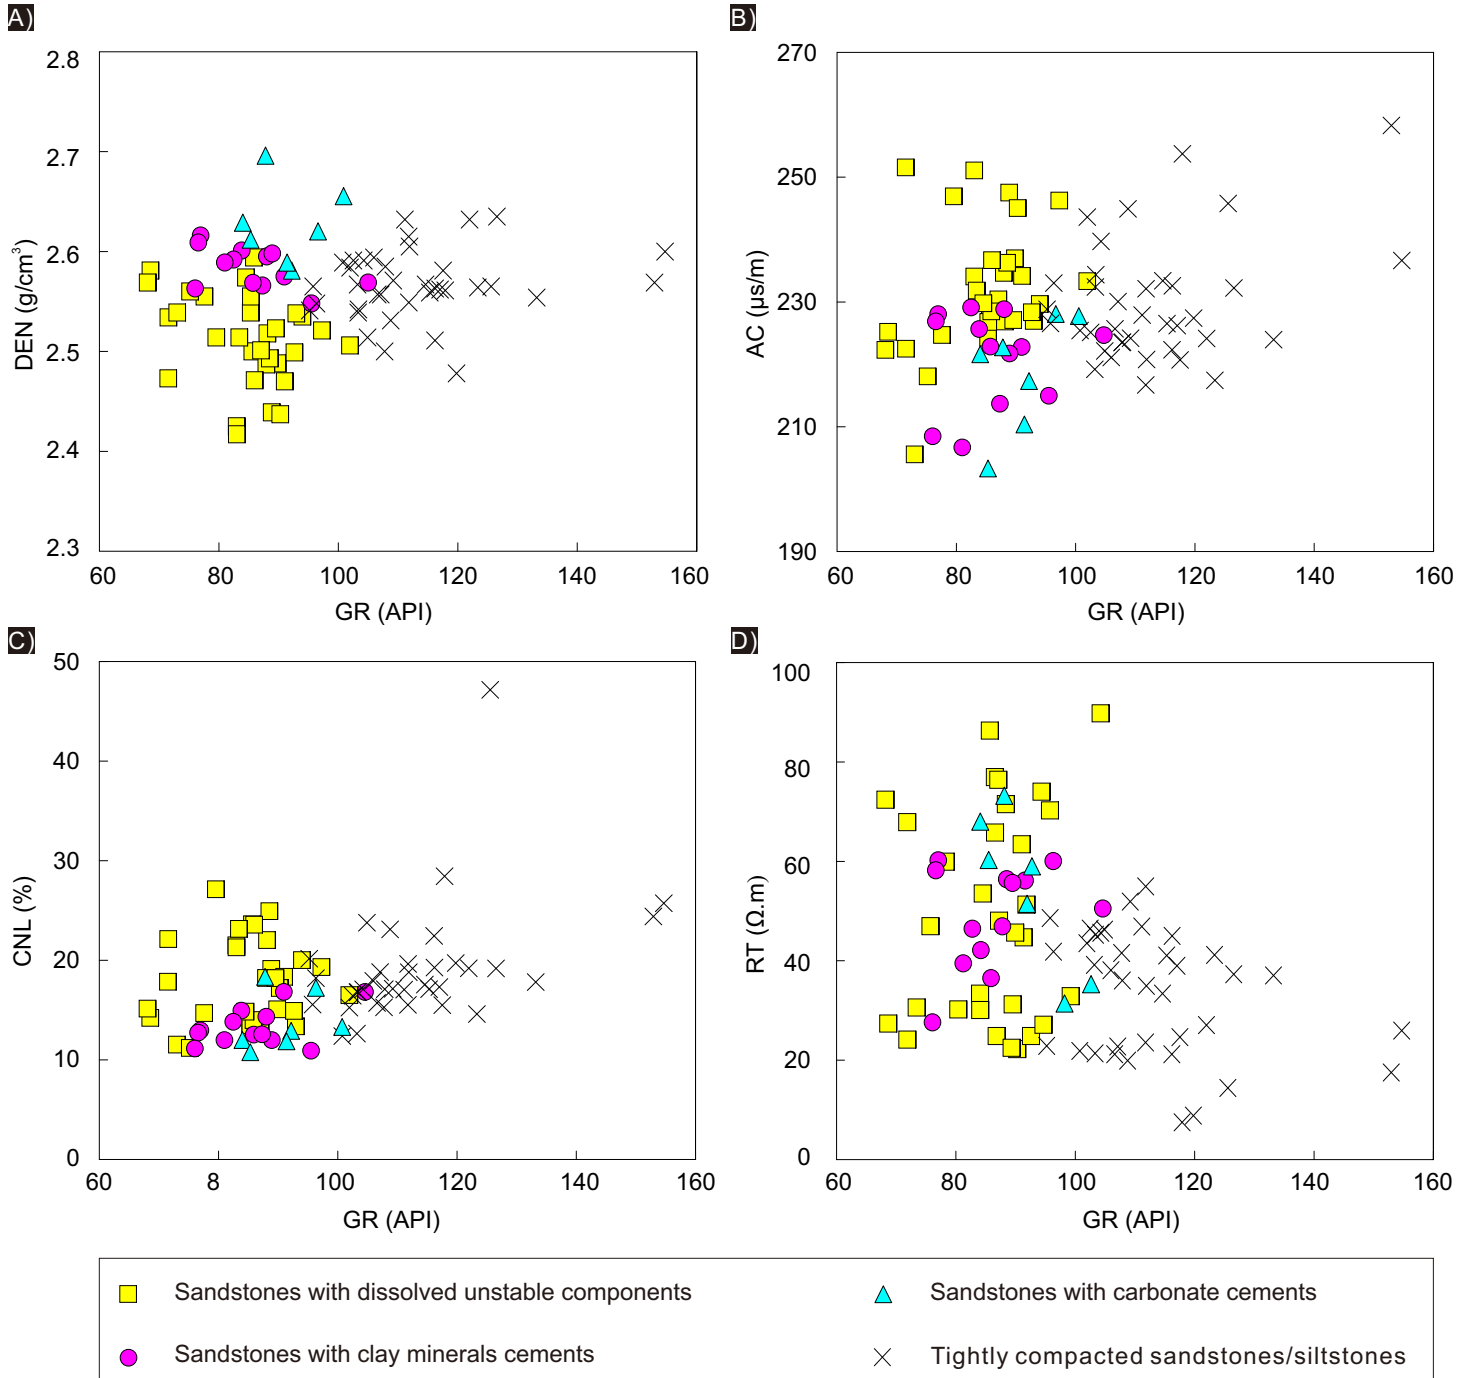 A)
2.8
2.7
2.6
2.5
2.4
2.3
DEN (g/cm³)
60 80 100 120 140 160
GR (API)
B)
270
250
230
210
190
AC (μs/m)
60 80 100 120 140 160
GR (API)
C)
50
40
30
20
10
0
CNL (%)
60 8 100 120 140 160
GR (API)
D)
100
80
60
40
20
0
RT (Ω.m)
60 80 100 120 140 160
GR (API)
Sandstones with dissolved unstable components
Sandstones with carbonate cements
Sandstones with clay minerals cements
Tightly compacted sandstones/siltstones